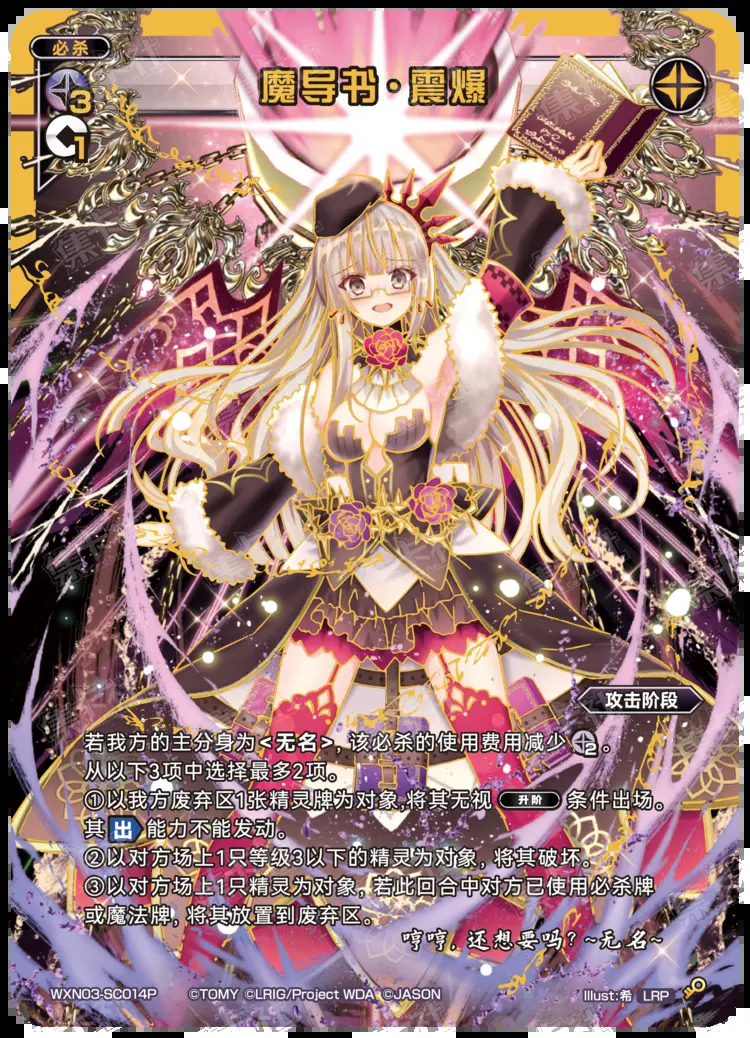 必杀
3
1
魔导书·震爆
攻击阶段
若我方的主分身为<无名>, 该必杀的使用费用减少 2 。
从以下3项中选择最多2项。
①以我方废弃区1张精灵牌为对象,将其无视 升阶 条件出场。
其 出 能力不能发动。
②以对方场上1只等级3以下的精灵为对象, 将其破坏。
③以对方场上1只精灵为对象, 若此回合中对方已使用必杀牌
或魔法牌, 将其放置到废弃区。
哼哼, 还想要吗? ~无名~
WXN03-SC014P ©TOMY ©LRIG/Project WDA ©JASON Illust:希 LRP